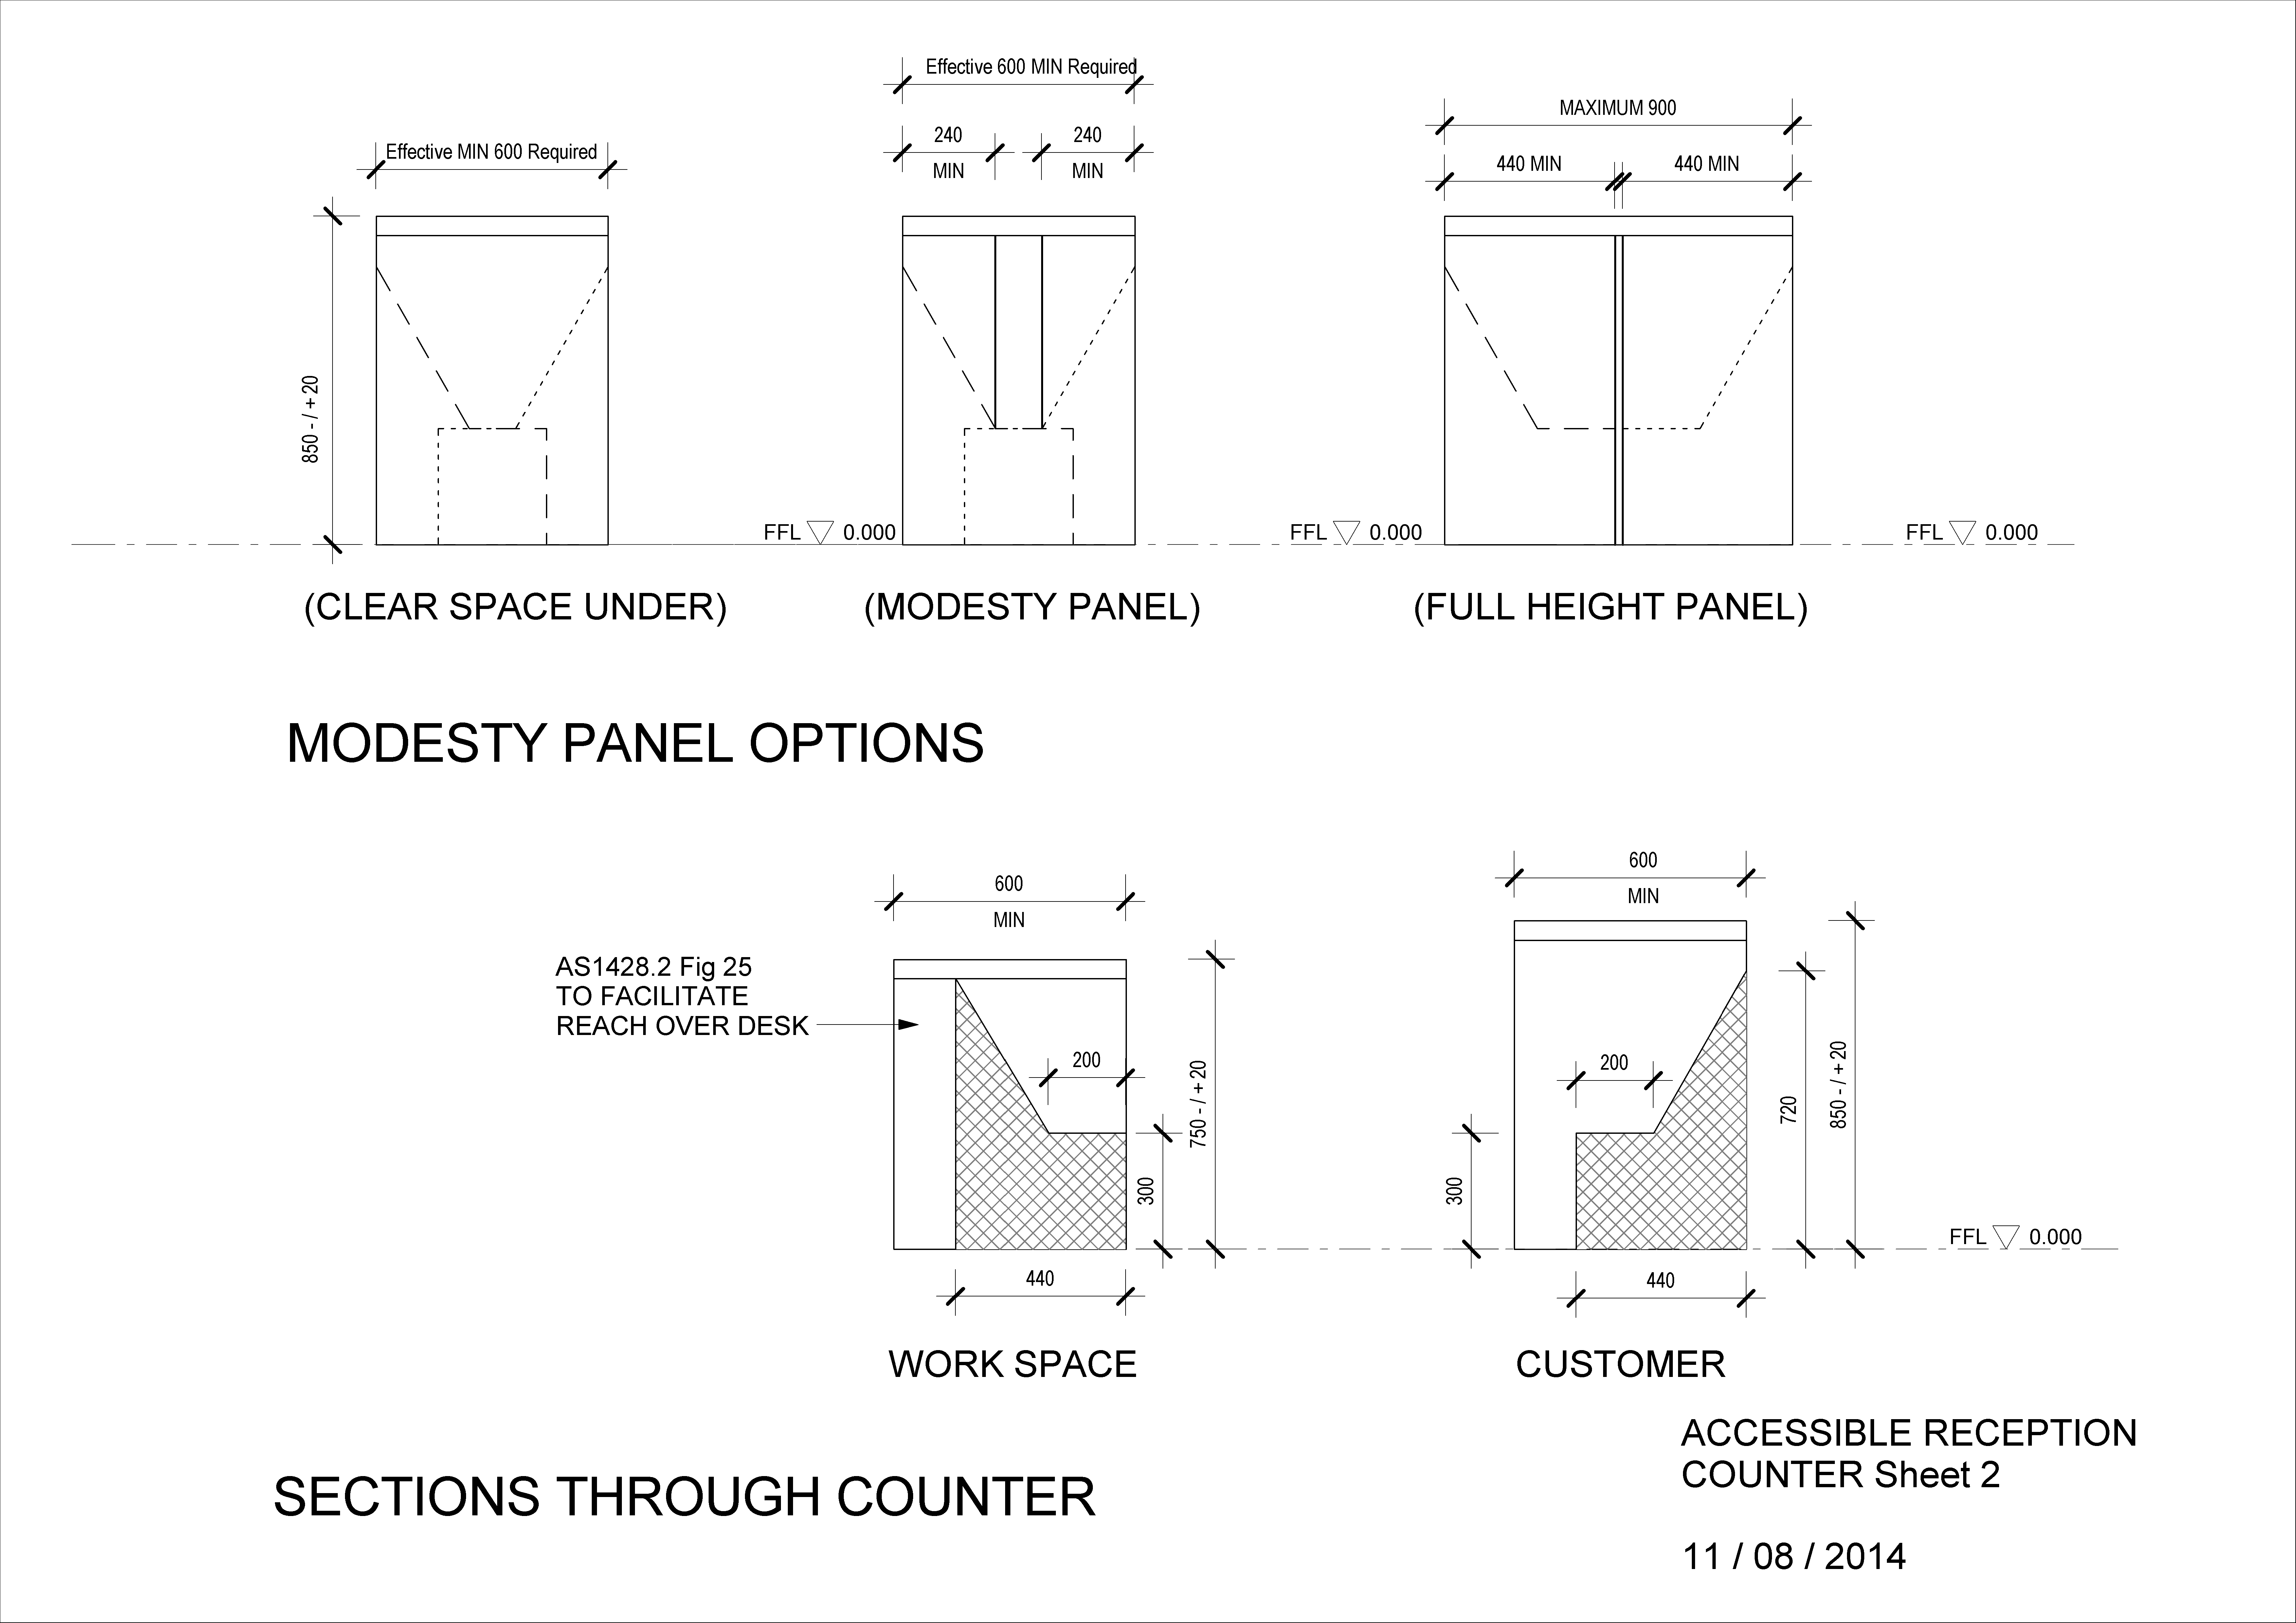 Effective 600 MIN Required
MAXIMUM 900
240
240
Effective MIN 600 Required
MIN
MIN
440 MIN
440 MIN
850 - / + 20
FFL 0.000
FFL 0.000
FFL 0.000
(CLEAR SPACE UNDER)
(MODESTY PANEL)
(FULL HEIGHT PANEL)
MODESTY PANEL OPTIONS
600
MIN
600
MIN
AS1428.2 Fig 25
TO FACILITATE
REACH OVER DESK
200
750 - / + 20
300
440
200
300
720
850 - / + 20
440
FFL 0.000
WORK SPACE
CUSTOMER
SECTIONS THROUGH COUNTER
ACCESSIBLE RECEPTION
COUNTER Sheet 2
11 / 08 / 2014